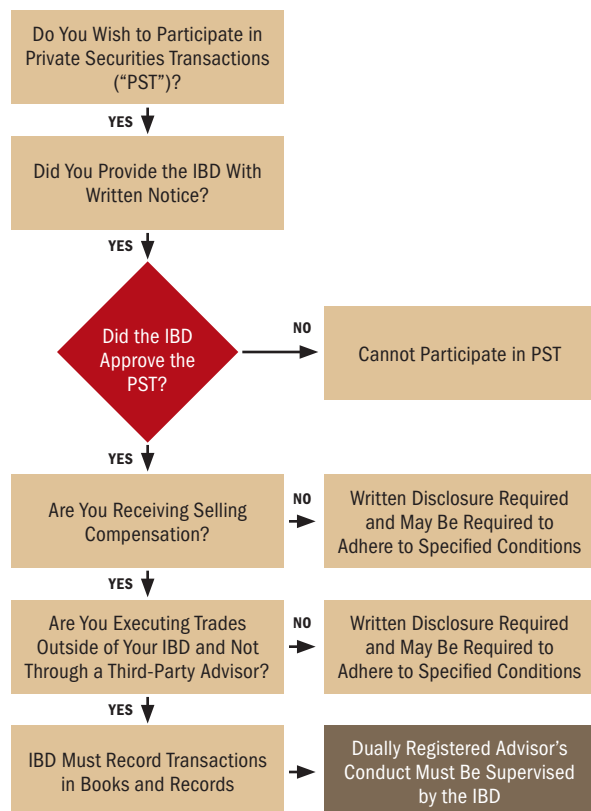 Do You Wish to Participate in
Private Securities Transactions
(“PST”)?
YES
Did You Provide the IBD With
Written Notice?
YES
Did the IBD
Approve the
PST?
NO
Cannot Participate in PST
YES
Are You Receiving Selling
Compensation?
NO
Written Disclosure Required
and May Be Required to
Adhere to Specified Conditions
YES
Are You Executing Trades
Outside of Your IBD and Not
Through a Third-Party Advisor?
NO
Written Disclosure Required
and May Be Required to
Adhere to Specified Conditions
YES
IBD Must Record Transactions
in Books and Records
Dually Registered Advisor’s
Conduct Must Be Supervised
by the IBD